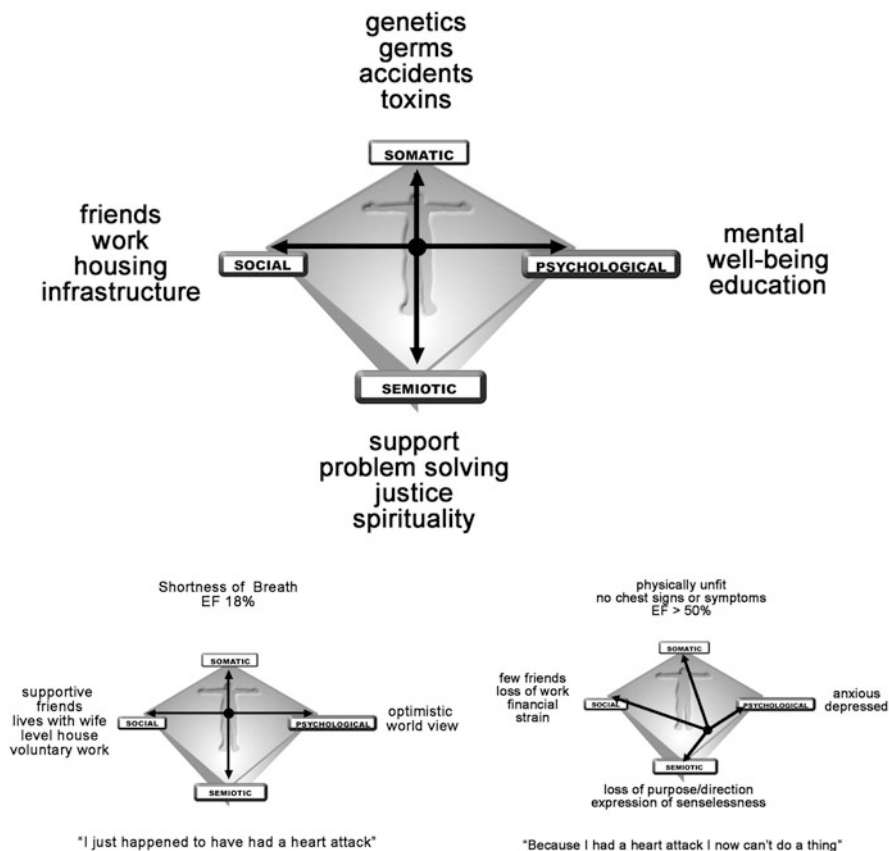 genetics
germs
accidents
toxins
SOMATIC
friends
work
housing
infrastructure
SOCIAL
PSYCHOLOGICAL
mental
well-being
education
SEMIOTIC
support
problem solving
justice
spirituality
Shortness of Breath
EF 18%
SOMATIC
supportive
friends
lives with wife
level house
voluntary work
SOCIAL
PSYCHOLOGICAL
optimistic
world view
SEMIOTIC
"I just happened to have had a heart attack"
physically unfit
no chest signs or symptoms
EF > 50%
SOMATIC
few friends
loss of work
financial
strain
SOCIAL
PSYCHOLOGICAL
anxious
depressed
SEMIOTIC
loss of purpose/direction
expression of senselessness
"Because I had a heart attack I now can't do a thing"